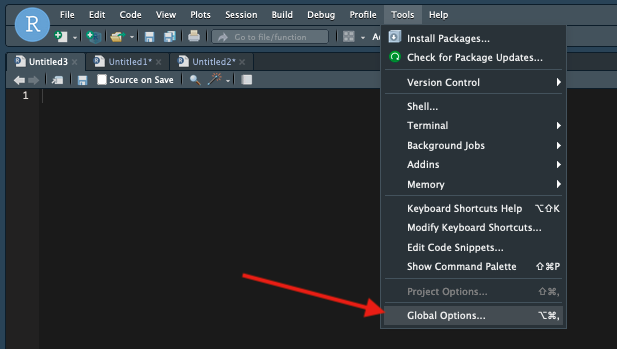 R
File Edit Code View Plots Session Build Debug Profile Tools Help
Go to file/function
Untitled3 Untitled1* Untitled2*
Source on Save
1
Install Packages...
Check for Package Updates...
Version Control
Shell...
Terminal
Background Jobs
Addins
Memory
Keyboard Shortcuts Help ⌥⇧K
Modify Keyboard Shortcuts...
Edit Code Snippets...
Show Command Palette ⇧⌘P
Project Options... ⇧⌘,
Global Options... ⌥⌘,